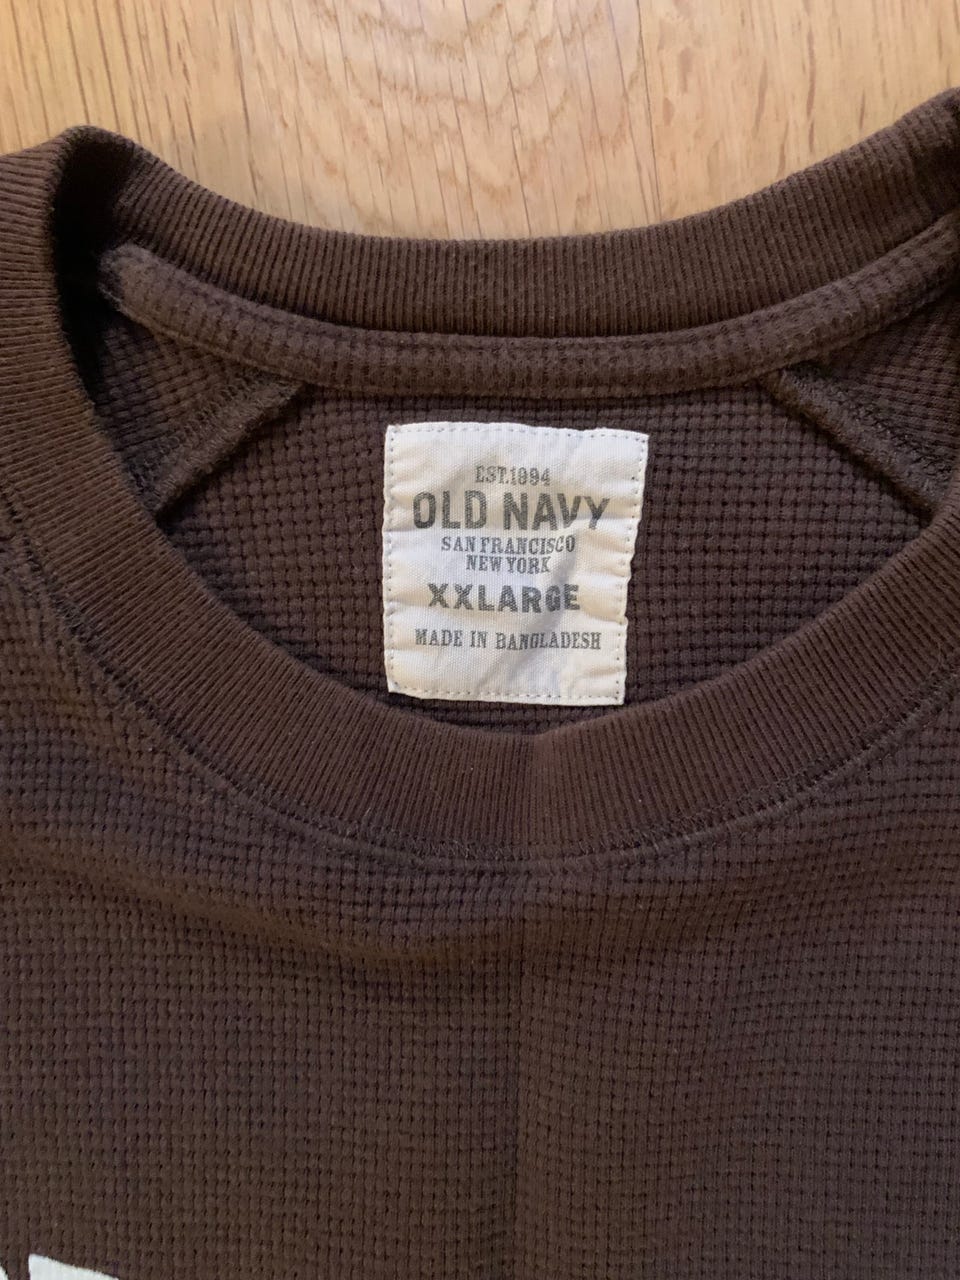 EST.1994
OLD NAVY
SAN FRANCISCO
NEW YORK
XXLARGE
MADE IN BANGLADESH